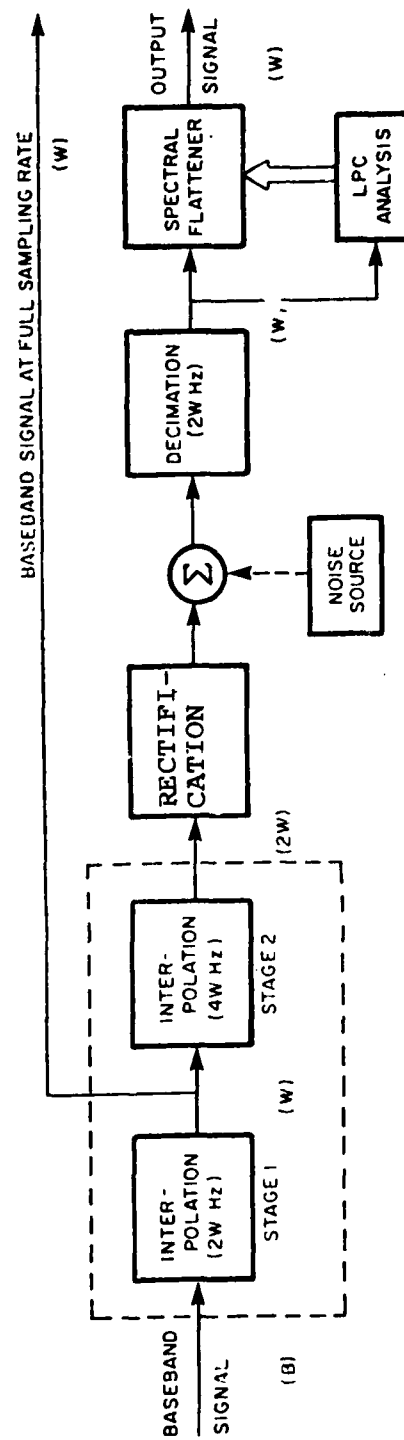 BASEBAND SIGNAL AT FULL SAMPLING RATE
(W)
BASEBAND
SIGNAL
(B)
INTER-
POLATION
(2W Hz)
STAGE 1
(W)
INTER-
POLATION
(4W Hz)
STAGE 2
(2W)
RECTIFI-
CATION
Σ
NOISE
SOURCE
DECIMATION
(2W Hz)
(W,
SPECTRAL
FLATTENER
LPC
ANALYSIS
OUTPUT
SIGNAL
(W)